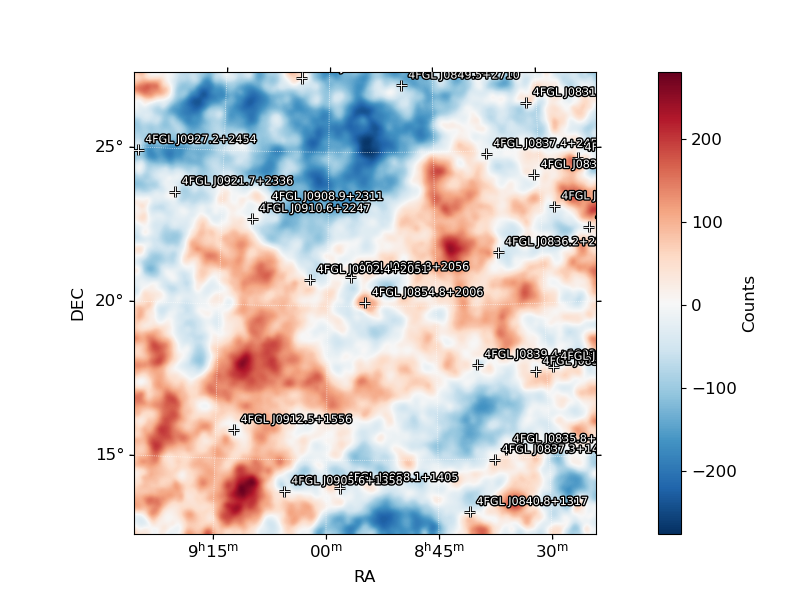 4FGL J0849.5+2710
4FGL J0831
25°
4FGL J0927.2+2454
4FGL J0837.4+24
4FGL J083
4FGL J0921.7+2336
4FGL J0908.9+2311
4FGL J
4FGL J0910.6+2247
4FGL J0836.2+2
4FGL J0902.4+2051
+2056
20°
4FGL J0854.8+2006
4FGL J0839.4
15°
4FGL J0912.5+1556
4FGL J0835.8+
4FGL J0837.3+14
4FGL J0905.6+1358
+1405
4FGL J0840.8+1317
9h15m
00m
8h45m
30m
RA
DEC
200
100
0
−100
−200
Counts